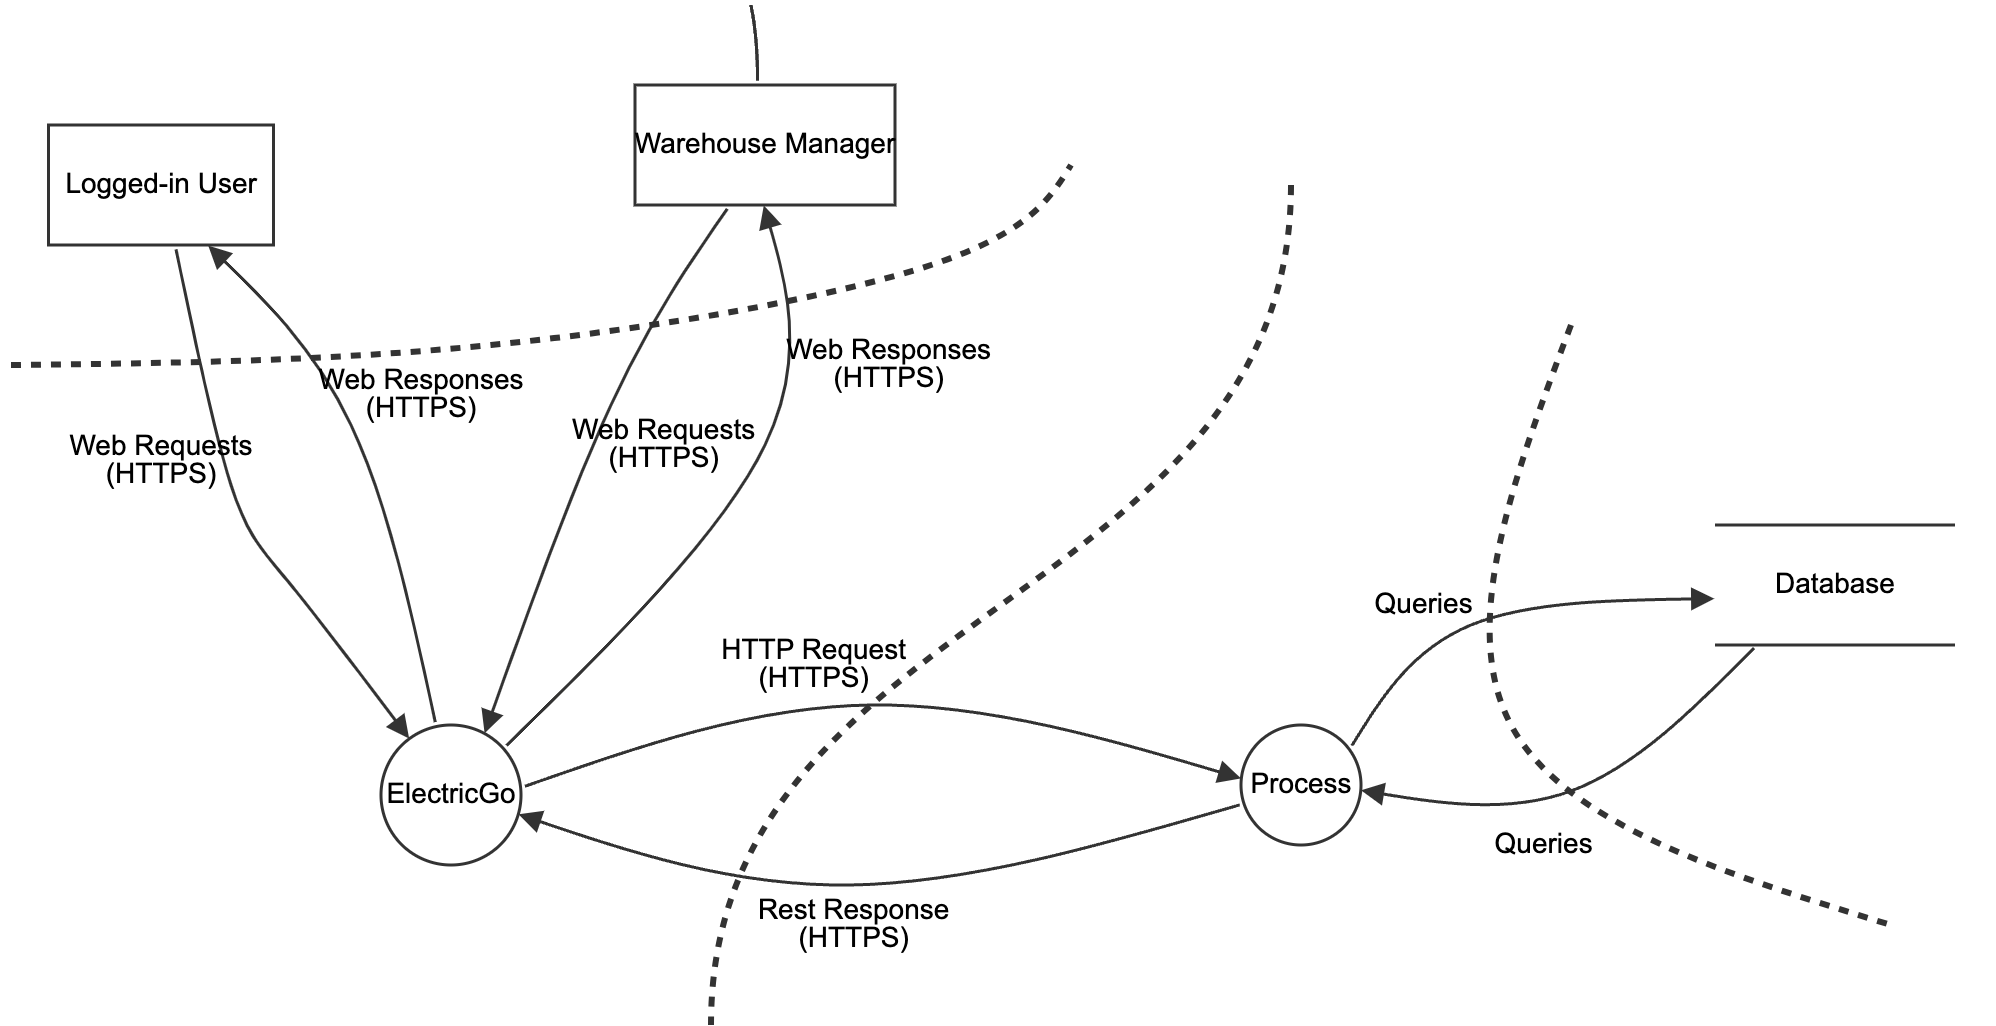 Warehouse Manager
Logged-in User
Web Responses
(HTTPS)
Web Responses
(HTTPS)
Web Requests
(HTTPS)
Web Requests
(HTTPS)
Database
Queries
HTTP Request
(HTTPS)
ElectricGo
Process
Queries
Rest Response
(HTTPS)